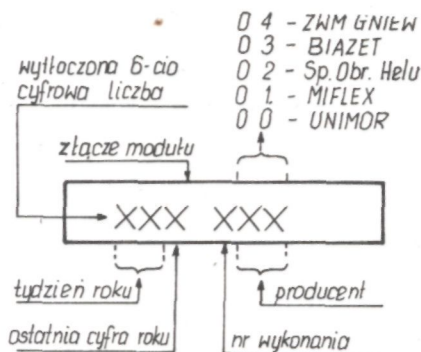 0 4 - ZWM GNIEW
0 3 - BIAZET
0 2 - Sp. Obr. Helu
0 1 - MIFLEX
0 0 - UNIMOR
wytłoczona 6-cio
cyfrowa liczba
złącze modułu
XXX XXX
tydzień roku
producent
ostatnia cyfra roku
nr wykonania